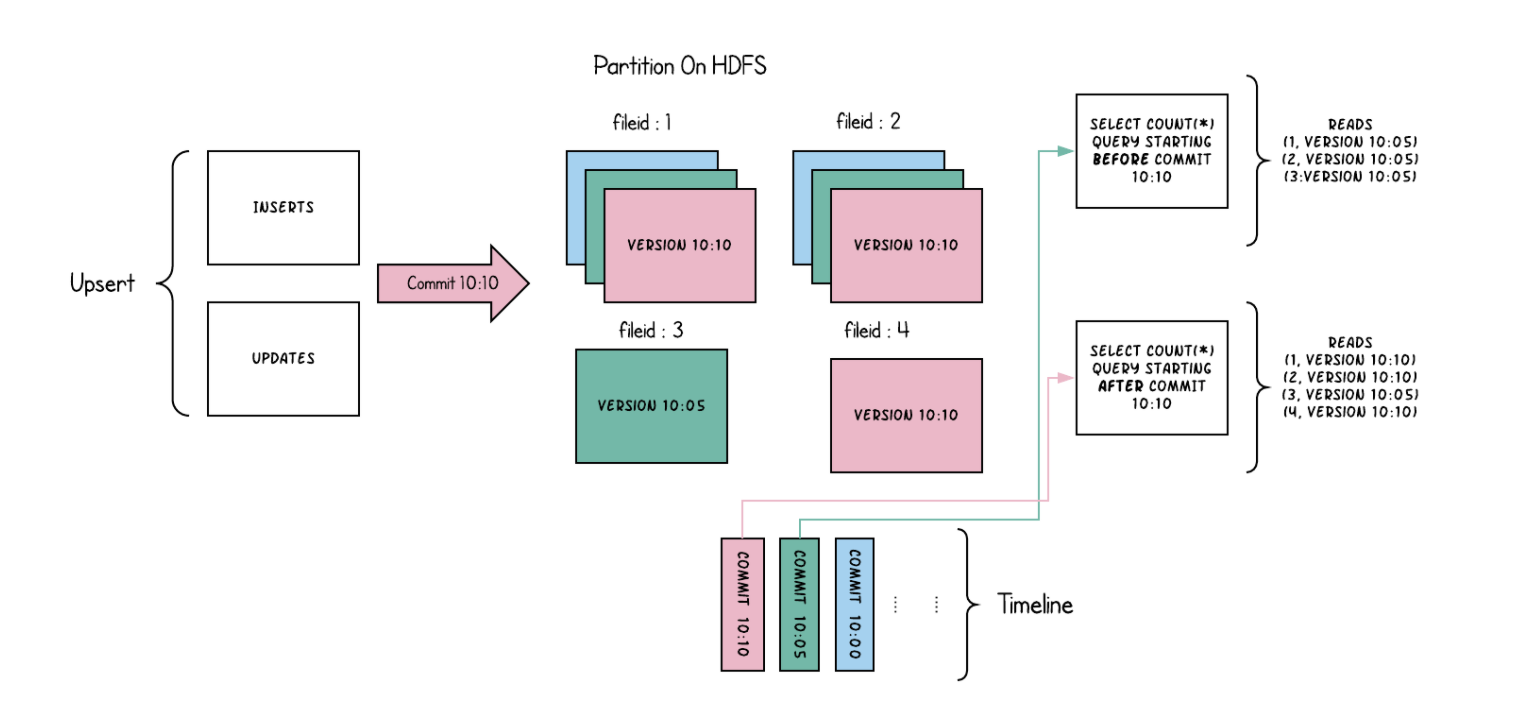 Partition On HDFS
Upsert
INSERTS
UPDATES
Commit 10:10
fileid : 1
VERSION 10:10
fileid : 2
VERSION 10:10
fileid : 3
VERSION 10:05
fileid : 4
VERSION 10:10
SELECT COUNT(*)
QUERY STARTING
BEFORE COMMIT
10:10
READS
(1, VERSION 10:05)
(2, VERSION 10:05)
(3:VERSION 10:05)
SELECT COUNT(*)
QUERY STARTING
AFTER COMMIT
10:10
READS
(1, VERSION 10:10)
(2, VERSION 10:10)
(3, VERSION 10:05)
(4, VERSION 10:10)
COMMIT 10:10
COMMIT 10:05
COMMIT 10:00
Timeline